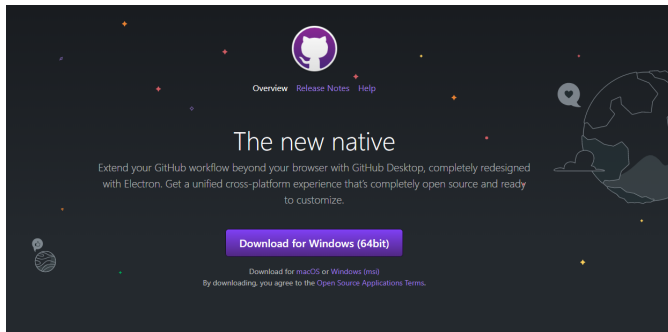 Overview Release Notes Help
The new native
Extend your GitHub workflow beyond your browser with GitHub Desktop, completely redesigned
with Electron. Get a unified cross-platform experience that's completely open source and ready
to customize.
Download for Windows (64bit)
Download for macOS or Windows (msi)
By downloading, you agree to the Open Source Applications Terms.